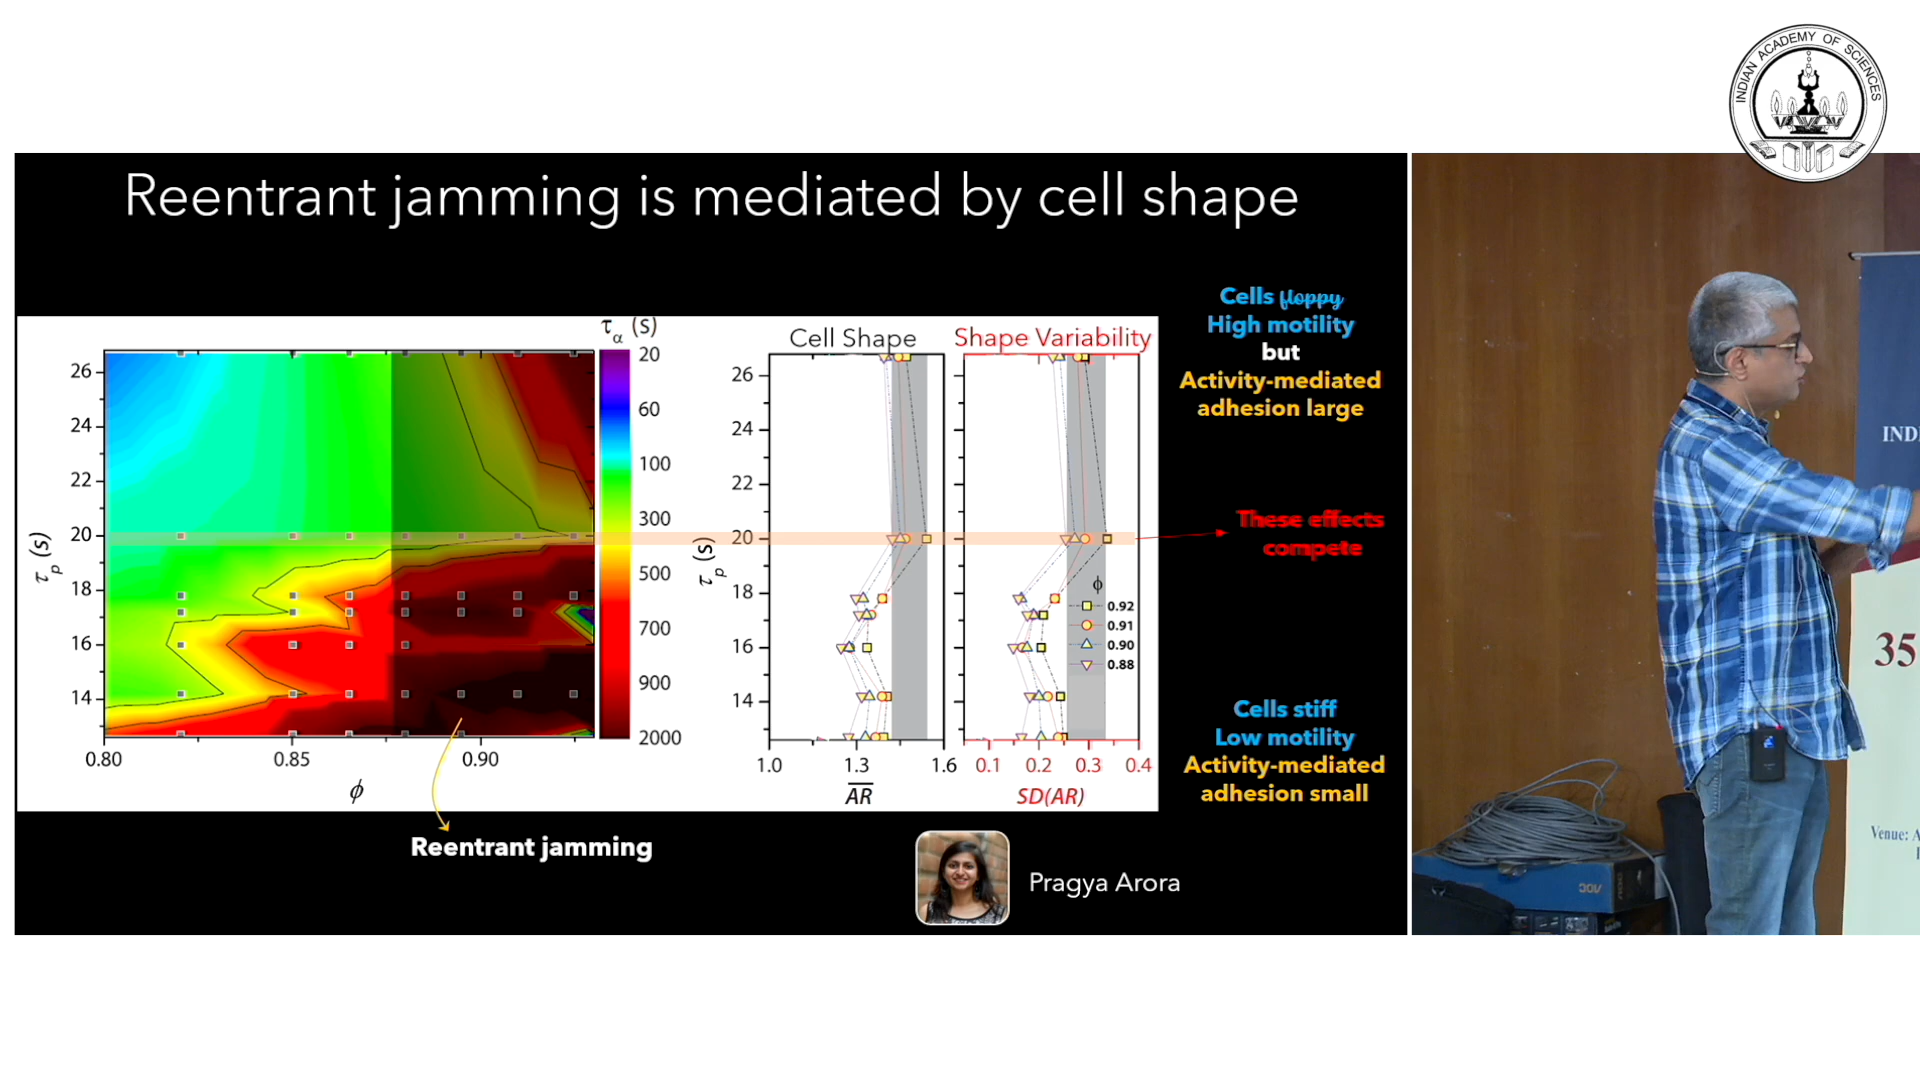 INDIAN ACADEMY OF SCIENCES
Reentrant jamming is mediated by cell shape
τα (s)
20
60
100
300
500
700
900
2000
26
24
22
20
18
16
14
τp (s)
0.80
0.85
0.90
ϕ
Reentrant jamming
Cell Shape
Shape Variability
26
24
22
20
18
16
14
τp (s)
1.0
1.3
1.6
AR
ϕ
0.92
0.91
0.90
0.88
0.1
0.2
0.3
0.4
SD(AR)
Cells floppy
High motility
but
Activity-mediated
adhesion large
These effects
compete
Cells stiff
Low motility
Activity-mediated
adhesion small
Pragya Arora
35
Venue: A
AOC